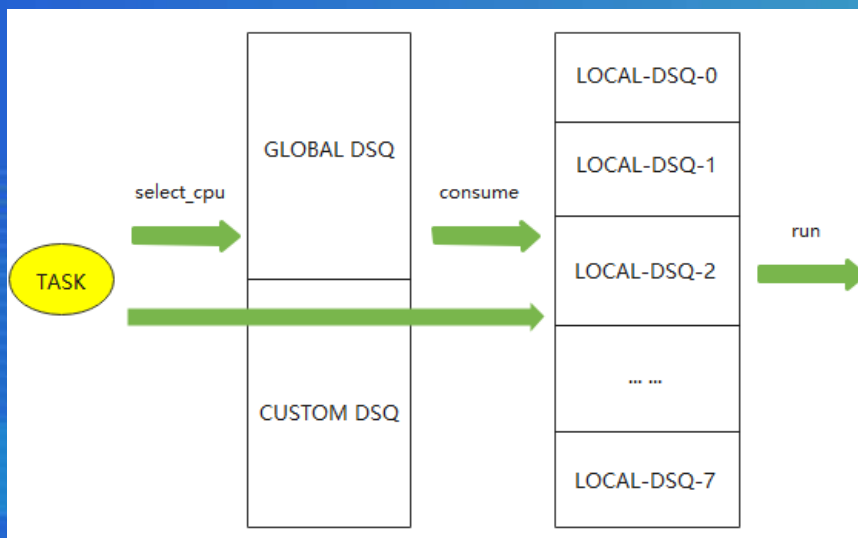 TASK
select_cpu
GLOBAL DSQ
CUSTOM DSQ
consume
LOCAL-DSQ-0
LOCAL-DSQ-1
LOCAL-DSQ-2
... ...
LOCAL-DSQ-7
run